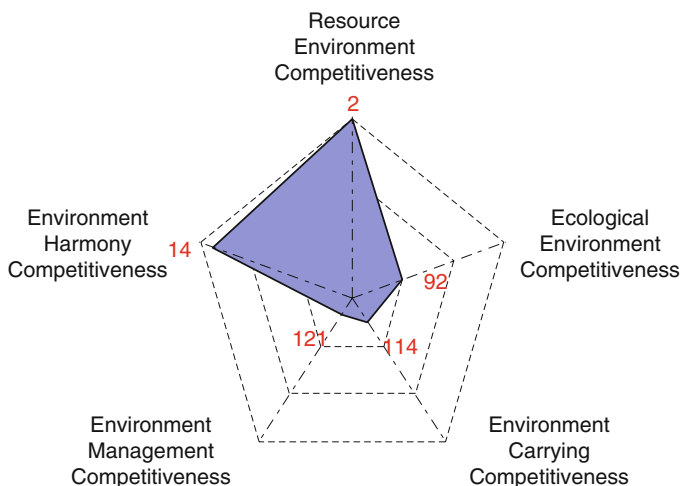 Resource
Environment
Competitiveness
2
Environment
Harmony
Competitiveness
14
Ecological
Environment
Competitiveness
92
121
114
Environment
Management
Competitiveness
Environment
Carrying
Competitiveness